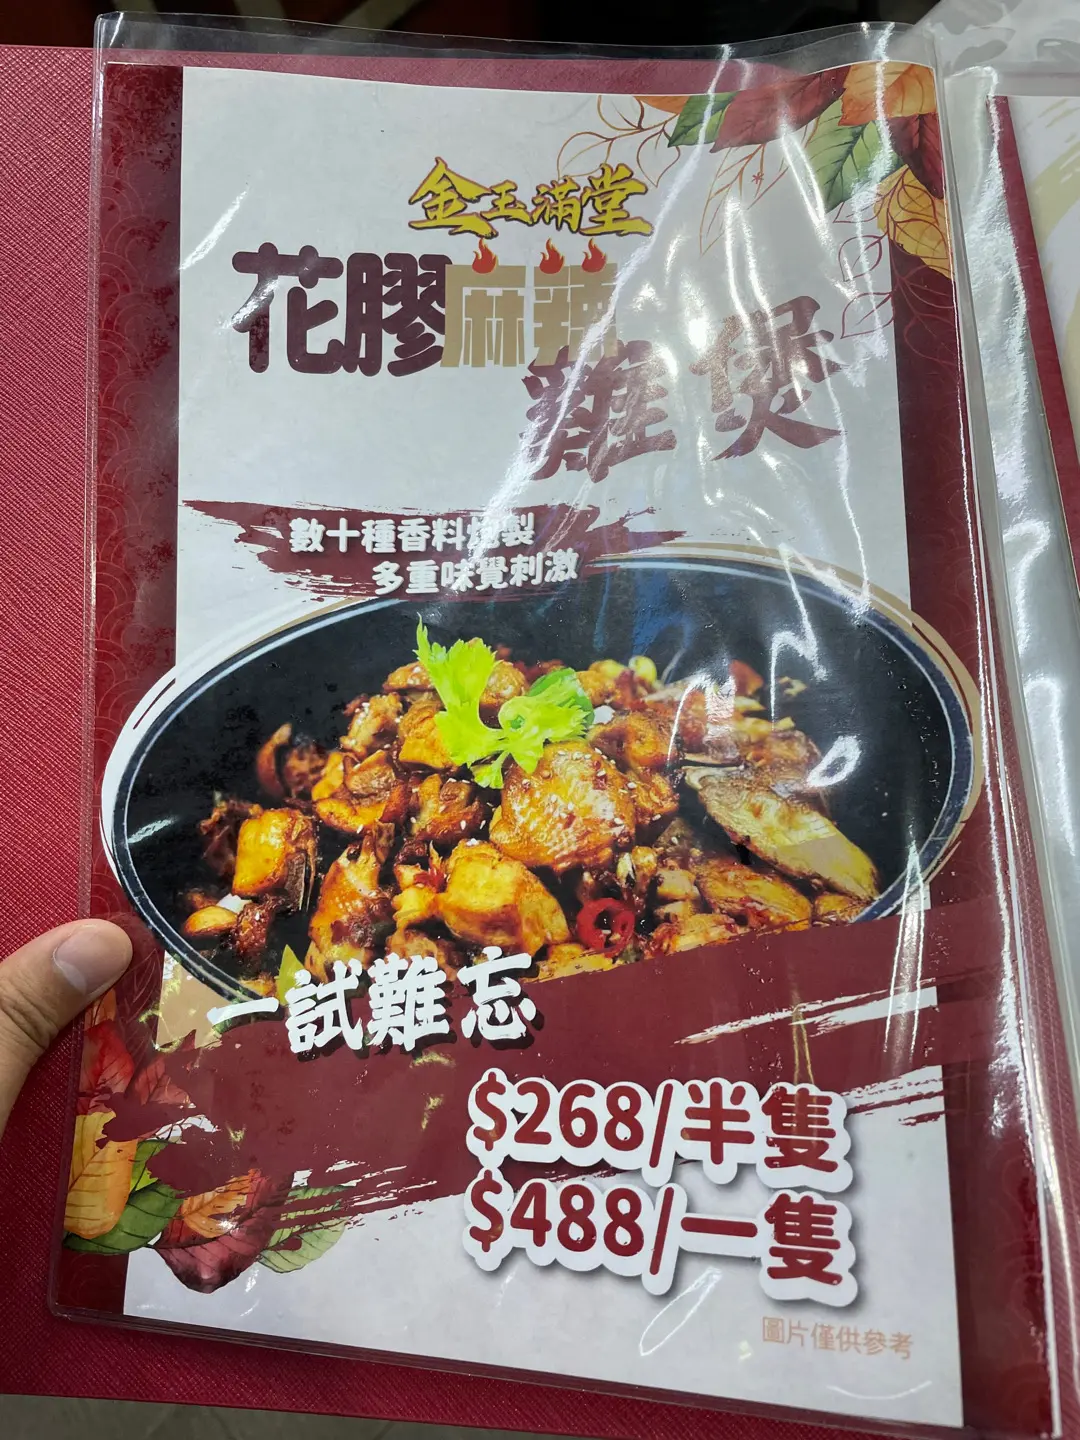 金玉滿堂
花膠麻辣
雞煲
數十種香料炮製
多重味覺刺激
一試難忘
$268/半隻
$488/一隻
圖片僅供參考